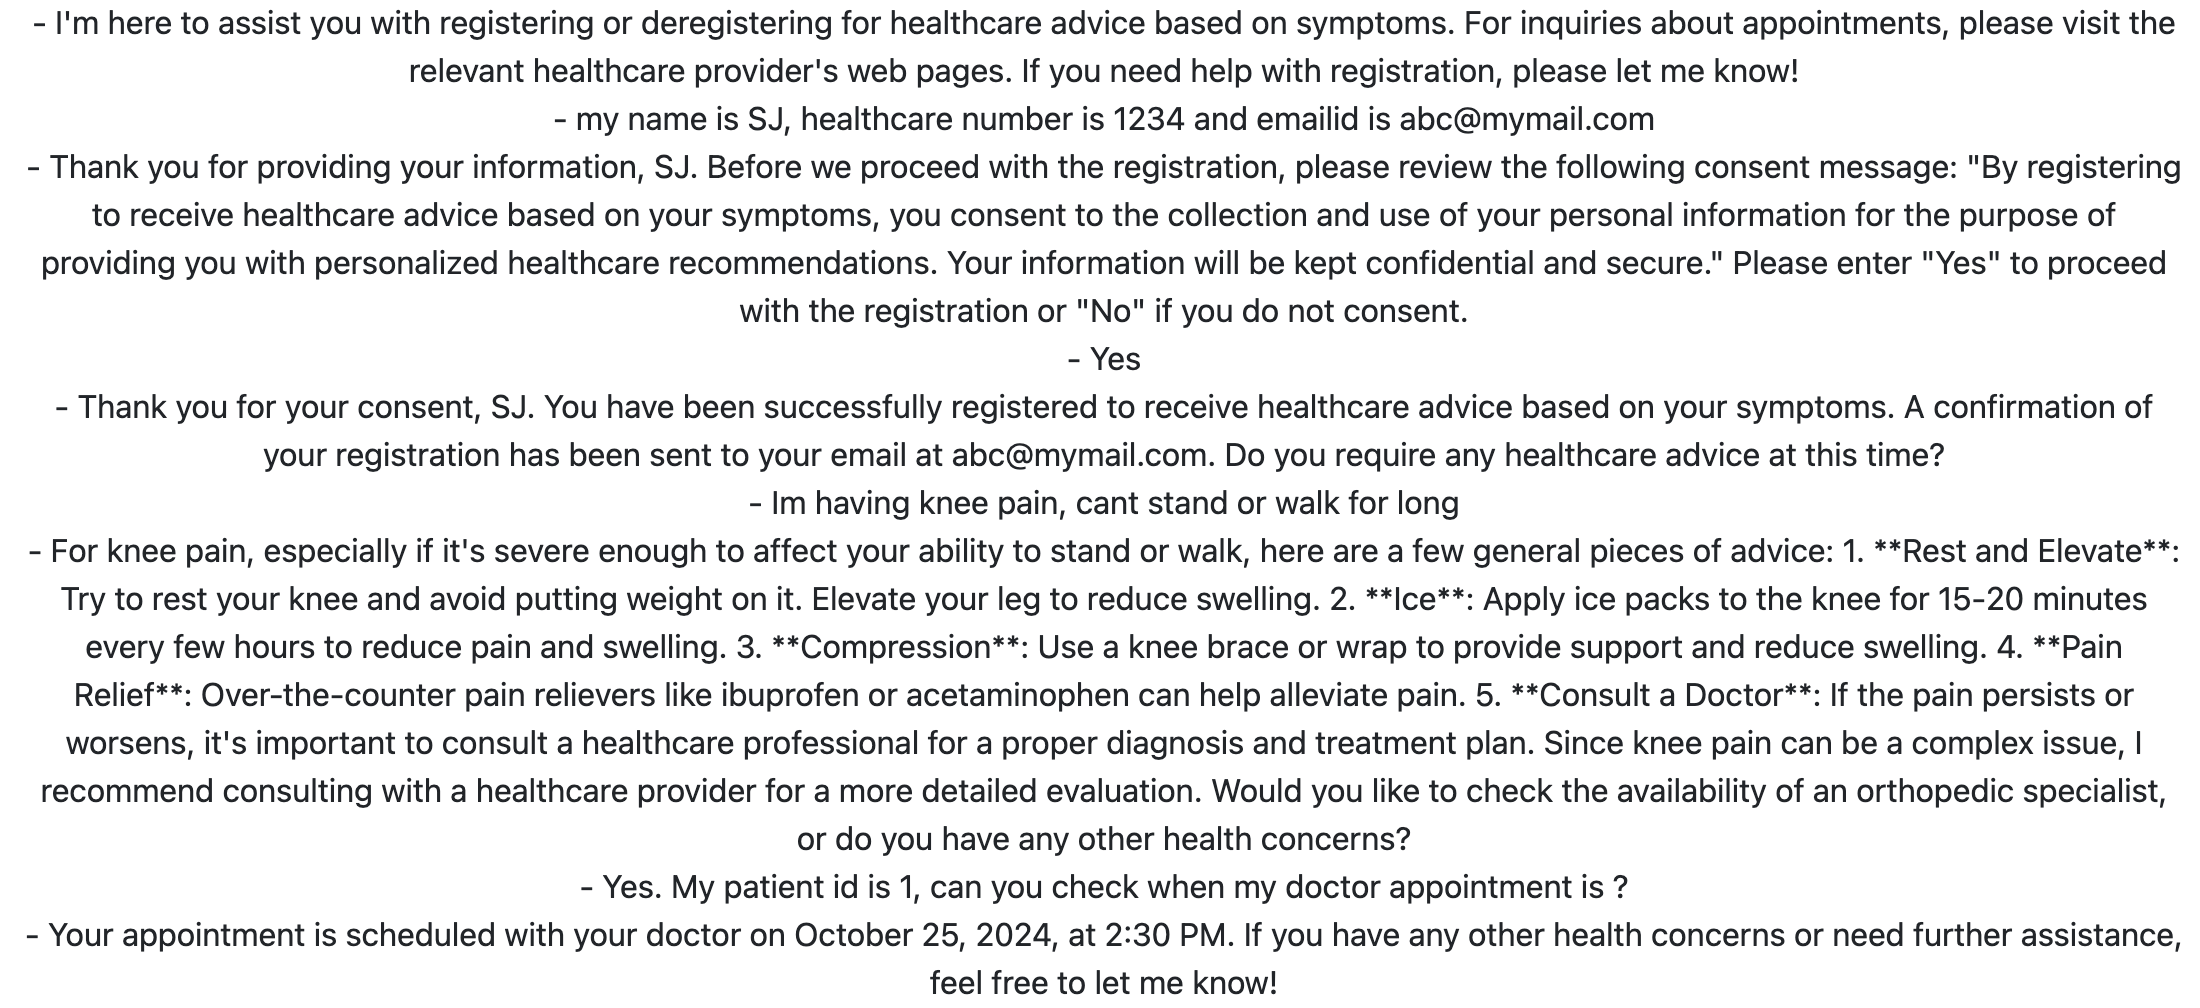 - I'm here to assist you with registering or deregistering for healthcare advice based on symptoms. For inquiries about appointments, please visit the
relevant healthcare provider's web pages. If you need help with registration, please let me know!
- my name is SJ, healthcare number is 1234 and emailid is abc@mymail.com
- Thank you for providing your information, SJ. Before we proceed with the registration, please review the following consent message: "By registering
to receive healthcare advice based on your symptoms, you consent to the collection and use of your personal information for the purpose of
providing you with personalized healthcare recommendations. Your information will be kept confidential and secure." Please enter "Yes" to proceed
with the registration or "No" if you do not consent.
- Yes
- Thank you for your consent, SJ. You have been successfully registered to receive healthcare advice based on your symptoms. A confirmation of
your registration has been sent to your email at abc@mymail.com. Do you require any healthcare advice at this time?
- Im having knee pain, cant stand or walk for long
- For knee pain, especially if it's severe enough to affect your ability to stand or walk, here are a few general pieces of advice: 1. **Rest and Elevate**:
Try to rest your knee and avoid putting weight on it. Elevate your leg to reduce swelling. 2. **Ice**: Apply ice packs to the knee for 15-20 minutes
every few hours to reduce pain and swelling. 3. **Compression**: Use a knee brace or wrap to provide support and reduce swelling. 4. **Pain
Relief**: Over-the-counter pain relievers like ibuprofen or acetaminophen can help alleviate pain. 5. **Consult a Doctor**: If the pain persists or
worsens, it's important to consult a healthcare professional for a proper diagnosis and treatment plan. Since knee pain can be a complex issue, I
recommend consulting with a healthcare provider for a more detailed evaluation. Would you like to check the availability of an orthopedic specialist,
or do you have any other health concerns?
- Yes. My patient id is 1, can you check when my doctor appointment is ?
- Your appointment is scheduled with your doctor on October 25, 2024, at 2:30 PM. If you have any other health concerns or need further assistance,
feel free to let me know!